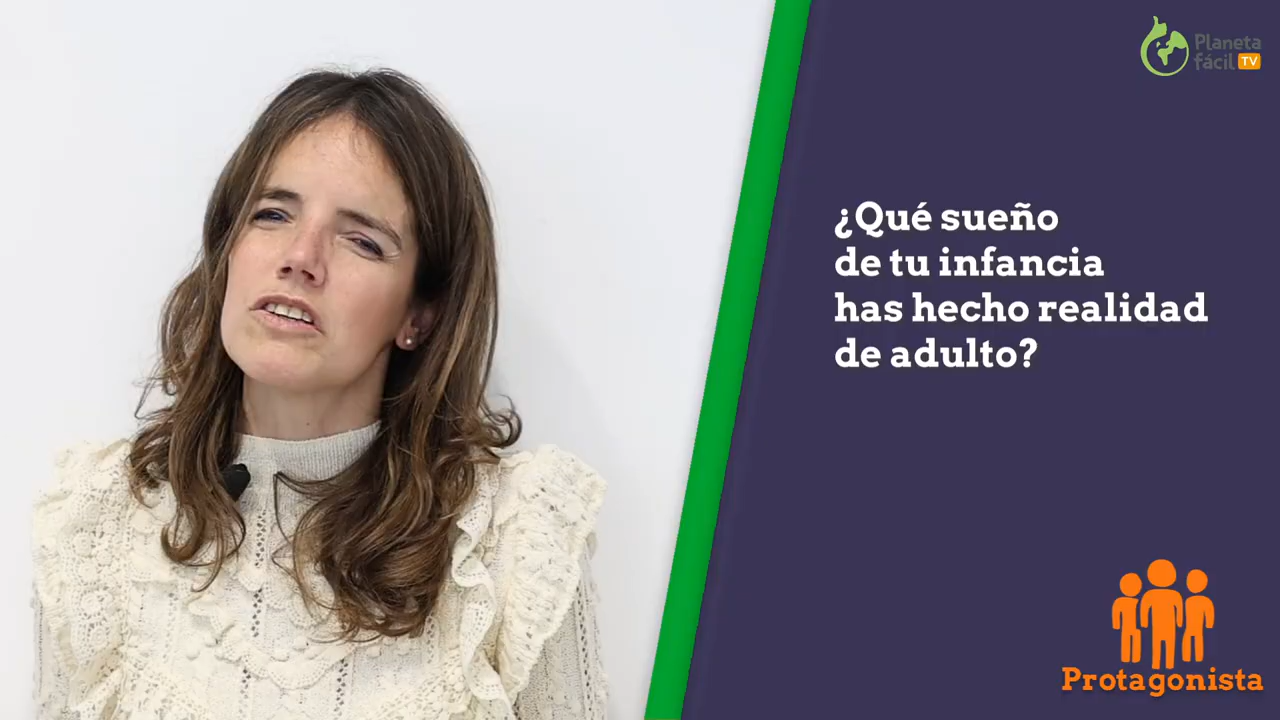 Planeta
fácil TV
¿Qué sueño
de tu infancia
has hecho realidad
de adulto?
Protagonista